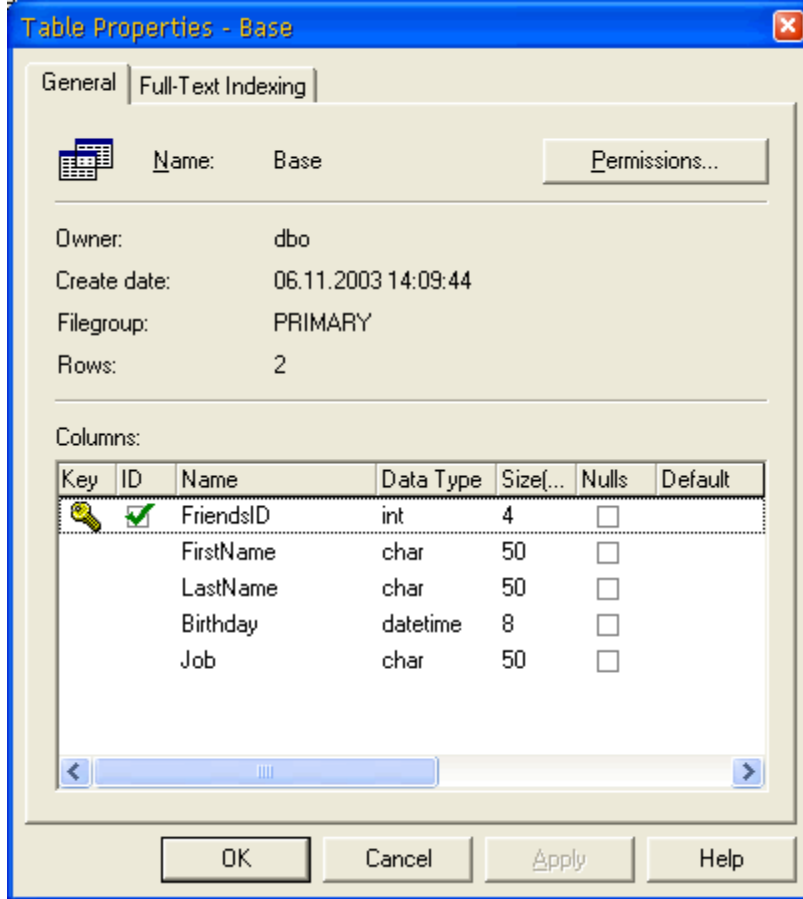 Table Properties - Base
General Full-Text Indexing
Name: Base Permissions...
Owner: dbo
Create date: 06.11.2003 14:09:44
Filegroup: PRIMARY
Rows: 2
Columns:
Key ID Name Data Type Size(... Nulls Default
FriendsID int 4
FirstName char 50
LastName char 50
Birthday datetime 8
Job char 50
OK Cancel Apply Help